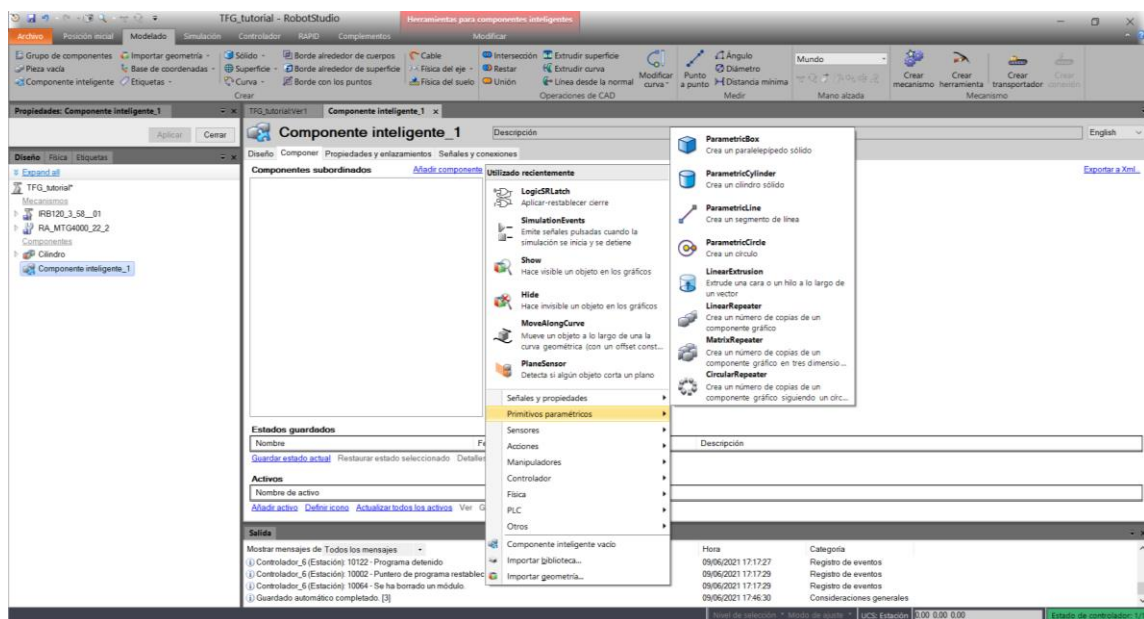 TFG_tutorial - RobotStudio
Herramientas para componentes inteligentes
Archivo Posición inicial Modelado Simulación Controlador RAPID Complementos Modificar
Grupo de componentes Importar geometría Sólido Borde alrededor de cuerpos Cable Intersección Extrudir superficie Ángulo Mundo
Pieza vacía Base de coordenadas Superficie Borde alrededor de superficie Física del eje Restar Extrudir curva Modificar curva Punto a punto Diámetro Crear mecanismo Crear herramienta Crear transportador Crear conexión
Componente inteligente Etiquetas Curva Borde con los puntos Física del suelo Unión Línea desde la normal Distancia mínima
Crear Operaciones de CAD Medir Mano alzada Mecanismo
Propiedades: Componente inteligente_1
TFG_tutorial:Ver1 Componente inteligente_1 x
Aplicar Cerrar
Componente inteligente_1 Descripción English
Diseño Física Etiquetas
Diseño Componer Propiedades y enlazamientos Señales y conexiones
Expand all
TFG_tutorial*
Mecanismos
IRB120_3_58__01
RA_MTG4000_22_2
Componentes
Cilindro
Componente inteligente_1
Componentes subordinados Añadir componente Exportar a Xml...
Utilizado recientemente
LogicSRLatch
Aplicar-restablecer cierre
SimulationEvents
Emite señales pulsadas cuando la
simulación se inicia y se detiene
Show
Hace visible un objeto en los gráficos
Hide
Hace invisible un objeto en los gráficos
MoveAlongCurve
Mueve un objeto a lo largo de una la
curva geométrica (con un offset const...
PlaneSensor
Detecta si algún objeto corta un plano
Señales y propiedades
Primitivos paramétricos
Sensores
Acciones
Manipuladores
Controlador
Física
PLC
Otros
Componente inteligente vacío
Importar biblioteca...
Importar geometría...
ParametricBox
Crea un paralelepípedo sólido
ParametricCylinder
Crea un cilindro sólido
ParametricLine
Crea un segmento de línea
ParametricCircle
Crea un círculo
LinearExtrusion
Extrude una cara o un hilo a lo largo de
un vector
LinearRepeater
Crea un número de copias de un
componente gráfico
MatrixRepeater
Crea un número de copias de un
componente gráfico en tres dimensio...
CircularRepeater
Crea un número de copias de un
componente gráfico siguiendo un círc...
Estados guardados
Nombre Fe Descripción
Guardar estado actual Restaurar estado seleccionado Detalles
Activos
Nombre de activo
Añadir activo Definir icono Actualizar todos los activos Ver G
Salida
Mostrar mensajes de Todos los mensajes Hora Categoría
Controlador_6 (Estación): 10122 - Programa detenido 09/06/2021 17:17:27 Registro de eventos
Controlador_6 (Estación): 10002 - Puntero de programa restablec 09/06/2021 17:17:29 Registro de eventos
Controlador_6 (Estación): 10064 - Se ha borrado un módulo. 09/06/2021 17:17:29 Registro de eventos
Guardado automático completado. [3] 09/06/2021 17:46:30 Consideraciones generales
Nivel de selección Modo de ajuste UCS: Estación 0.00 0.00 0.00 Estado de controlador: 1/1